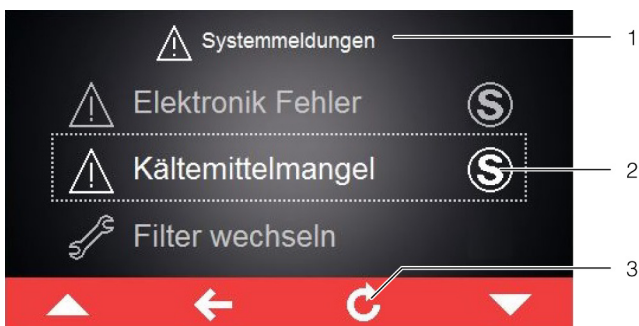 Systemmeldungen 1
Elektronik Fehler S
Kältemittelmangel S 2
Filter wechseln
3